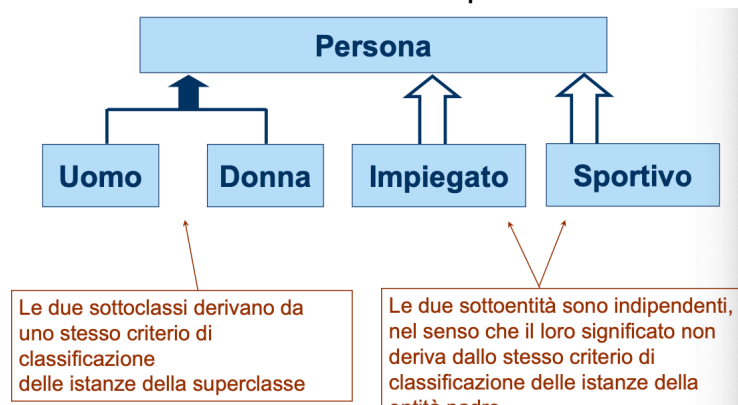 Persona
Uomo
Donna
Impiegato
Sportivo
Le due sottoclassi derivano da
uno stesso criterio di
classificazione
delle istanze della superclasse
Le due sottoentità sono indipendenti,
nel senso che il loro significato non
deriva dallo stesso criterio di
classificazione delle istanze della
entità padre